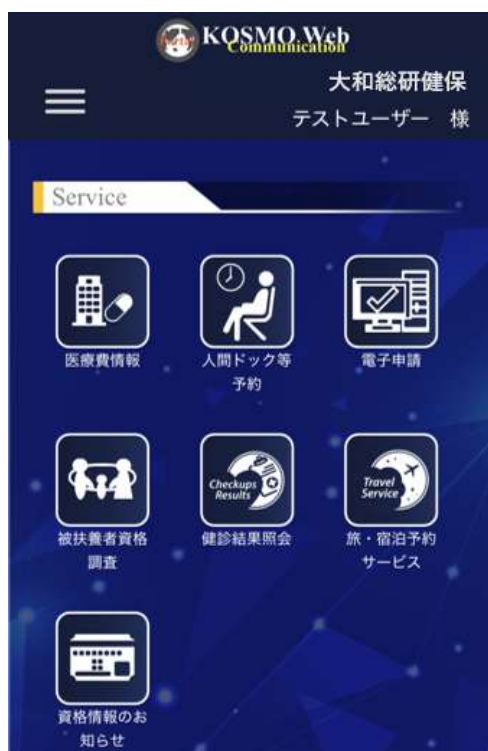 Portal
KOSMO Web
Communication
大和総研健保
テストユーザー　様
Service
医療費情報
人間ドック等
予約
電子申請
被扶養者資格
調査
Checkups
Results
健診結果照会
Travel
Service
旅・宿泊予約
サービス
資格情報のお
知らせ